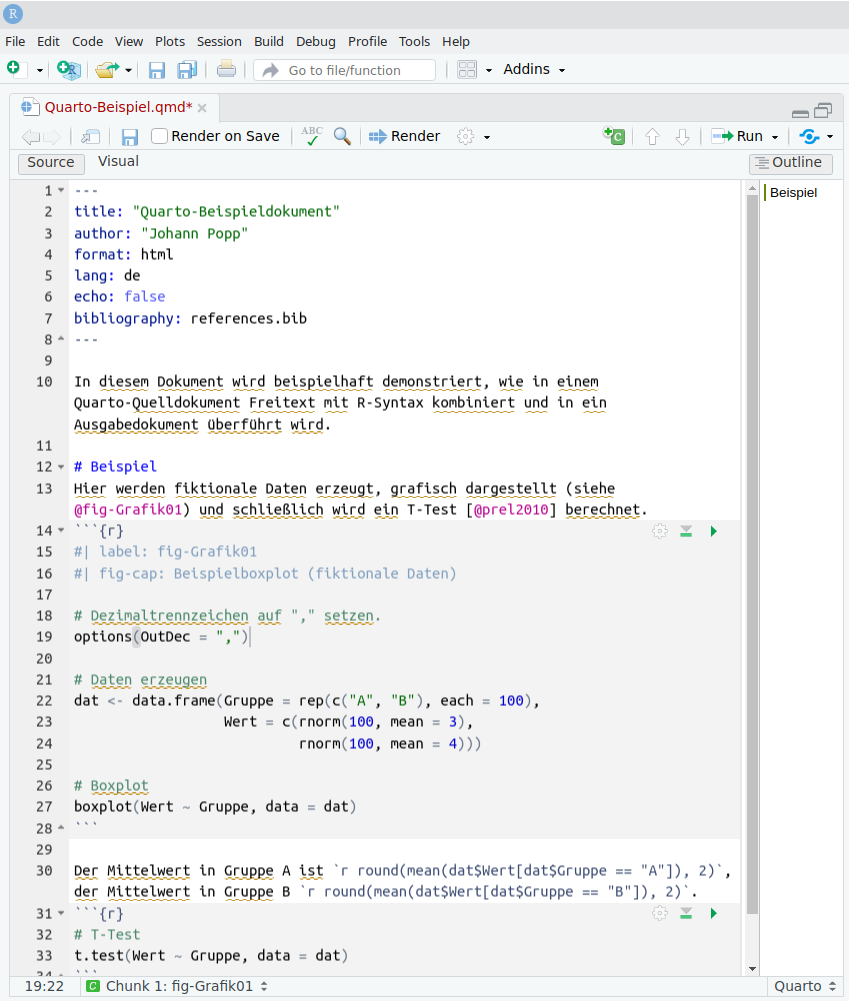 R
File Edit Code View Plots Session Build Debug Profile Tools Help
Go to file/function Addins
Quarto-Beispiel.qmd*
Render on Save ABC Render Run
Source Visual Outline
Beispiel
1 ---
2 title: "Quarto-Beispieldokument"
3 author: "Johann Popp"
4 format: html
5 lang: de
6 echo: false
7 bibliography: references.bib
8 ---
9
10 In diesem Dokument wird beispielhaft demonstriert, wie in einem
Quarto-Quelldokument Freitext mit R-Syntax kombiniert und in ein
Ausgabedokument überführt wird.
11
12 # Beispiel
13 Hier werden fiktionale Daten erzeugt, grafisch dargestellt (siehe
@fig-Grafik01) und schließlich wird ein T-Test [@prel2010] berechnet.
14 ```{r}
15 #| label: fig-Grafik01
16 #| fig-cap: Beispielboxplot (fiktionale Daten)
17
18 # Dezimaltrennzeichen auf "," setzen.
19 options(OutDec = ",")
20
21 # Daten erzeugen
22 dat <- data.frame(Gruppe = rep(c("A", "B"), each = 100),
23 Wert = c(rnorm(100, mean = 3),
24 rnorm(100, mean = 4)))
25
26 # Boxplot
27 boxplot(Wert ~ Gruppe, data = dat)
28 ```
29
30 Der Mittelwert in Gruppe A ist `r round(mean(dat$Wert[dat$Gruppe == "A"]), 2)`,
der Mittelwert in Gruppe B `r round(mean(dat$Wert[dat$Gruppe == "B"]), 2)`.
31 ```{r}
32 # T-Test
33 t.test(Wert ~ Gruppe, data = dat)
34 ```
19:22 C Chunk 1: fig-Grafik01 Quarto